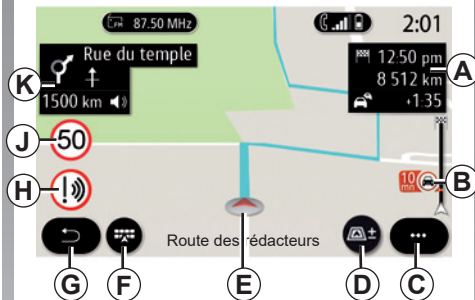 FM 87.50 MHz
2:01
Rue du temple
1500 km
12:50 pm
8 512 km
+1:35
K
A
J
50
H
10 mn
B
Route des rédacteurs
G
F
E
D
C